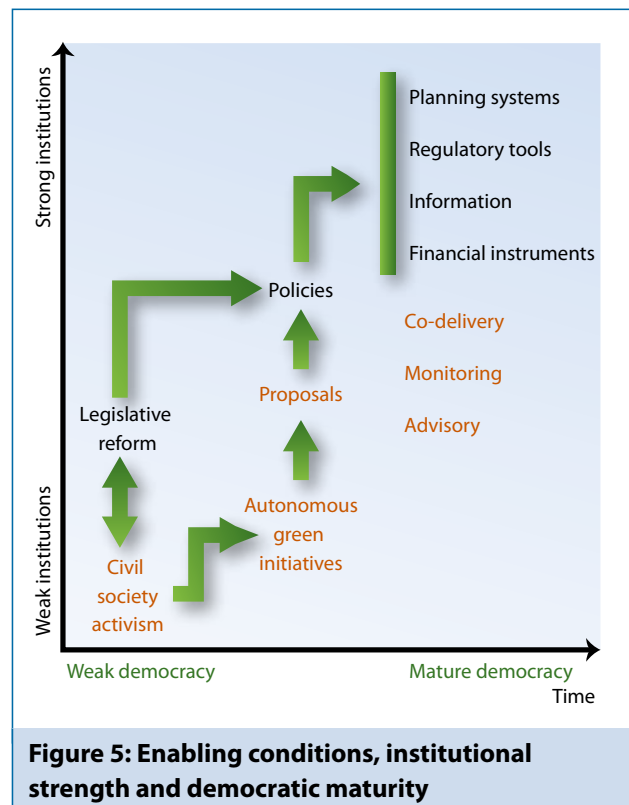 Strong institutions
Weak institutions
Planning systems
Regulatory tools
Information
Financial instruments
Policies
Co-delivery
Monitoring
Advisory
Proposals
Legislative
reform
Autonomous
green
initiatives
Civil
society
activism
Weak democracy
Mature democracy
Time
Figure 5: Enabling conditions, institutional
strength and democratic maturity